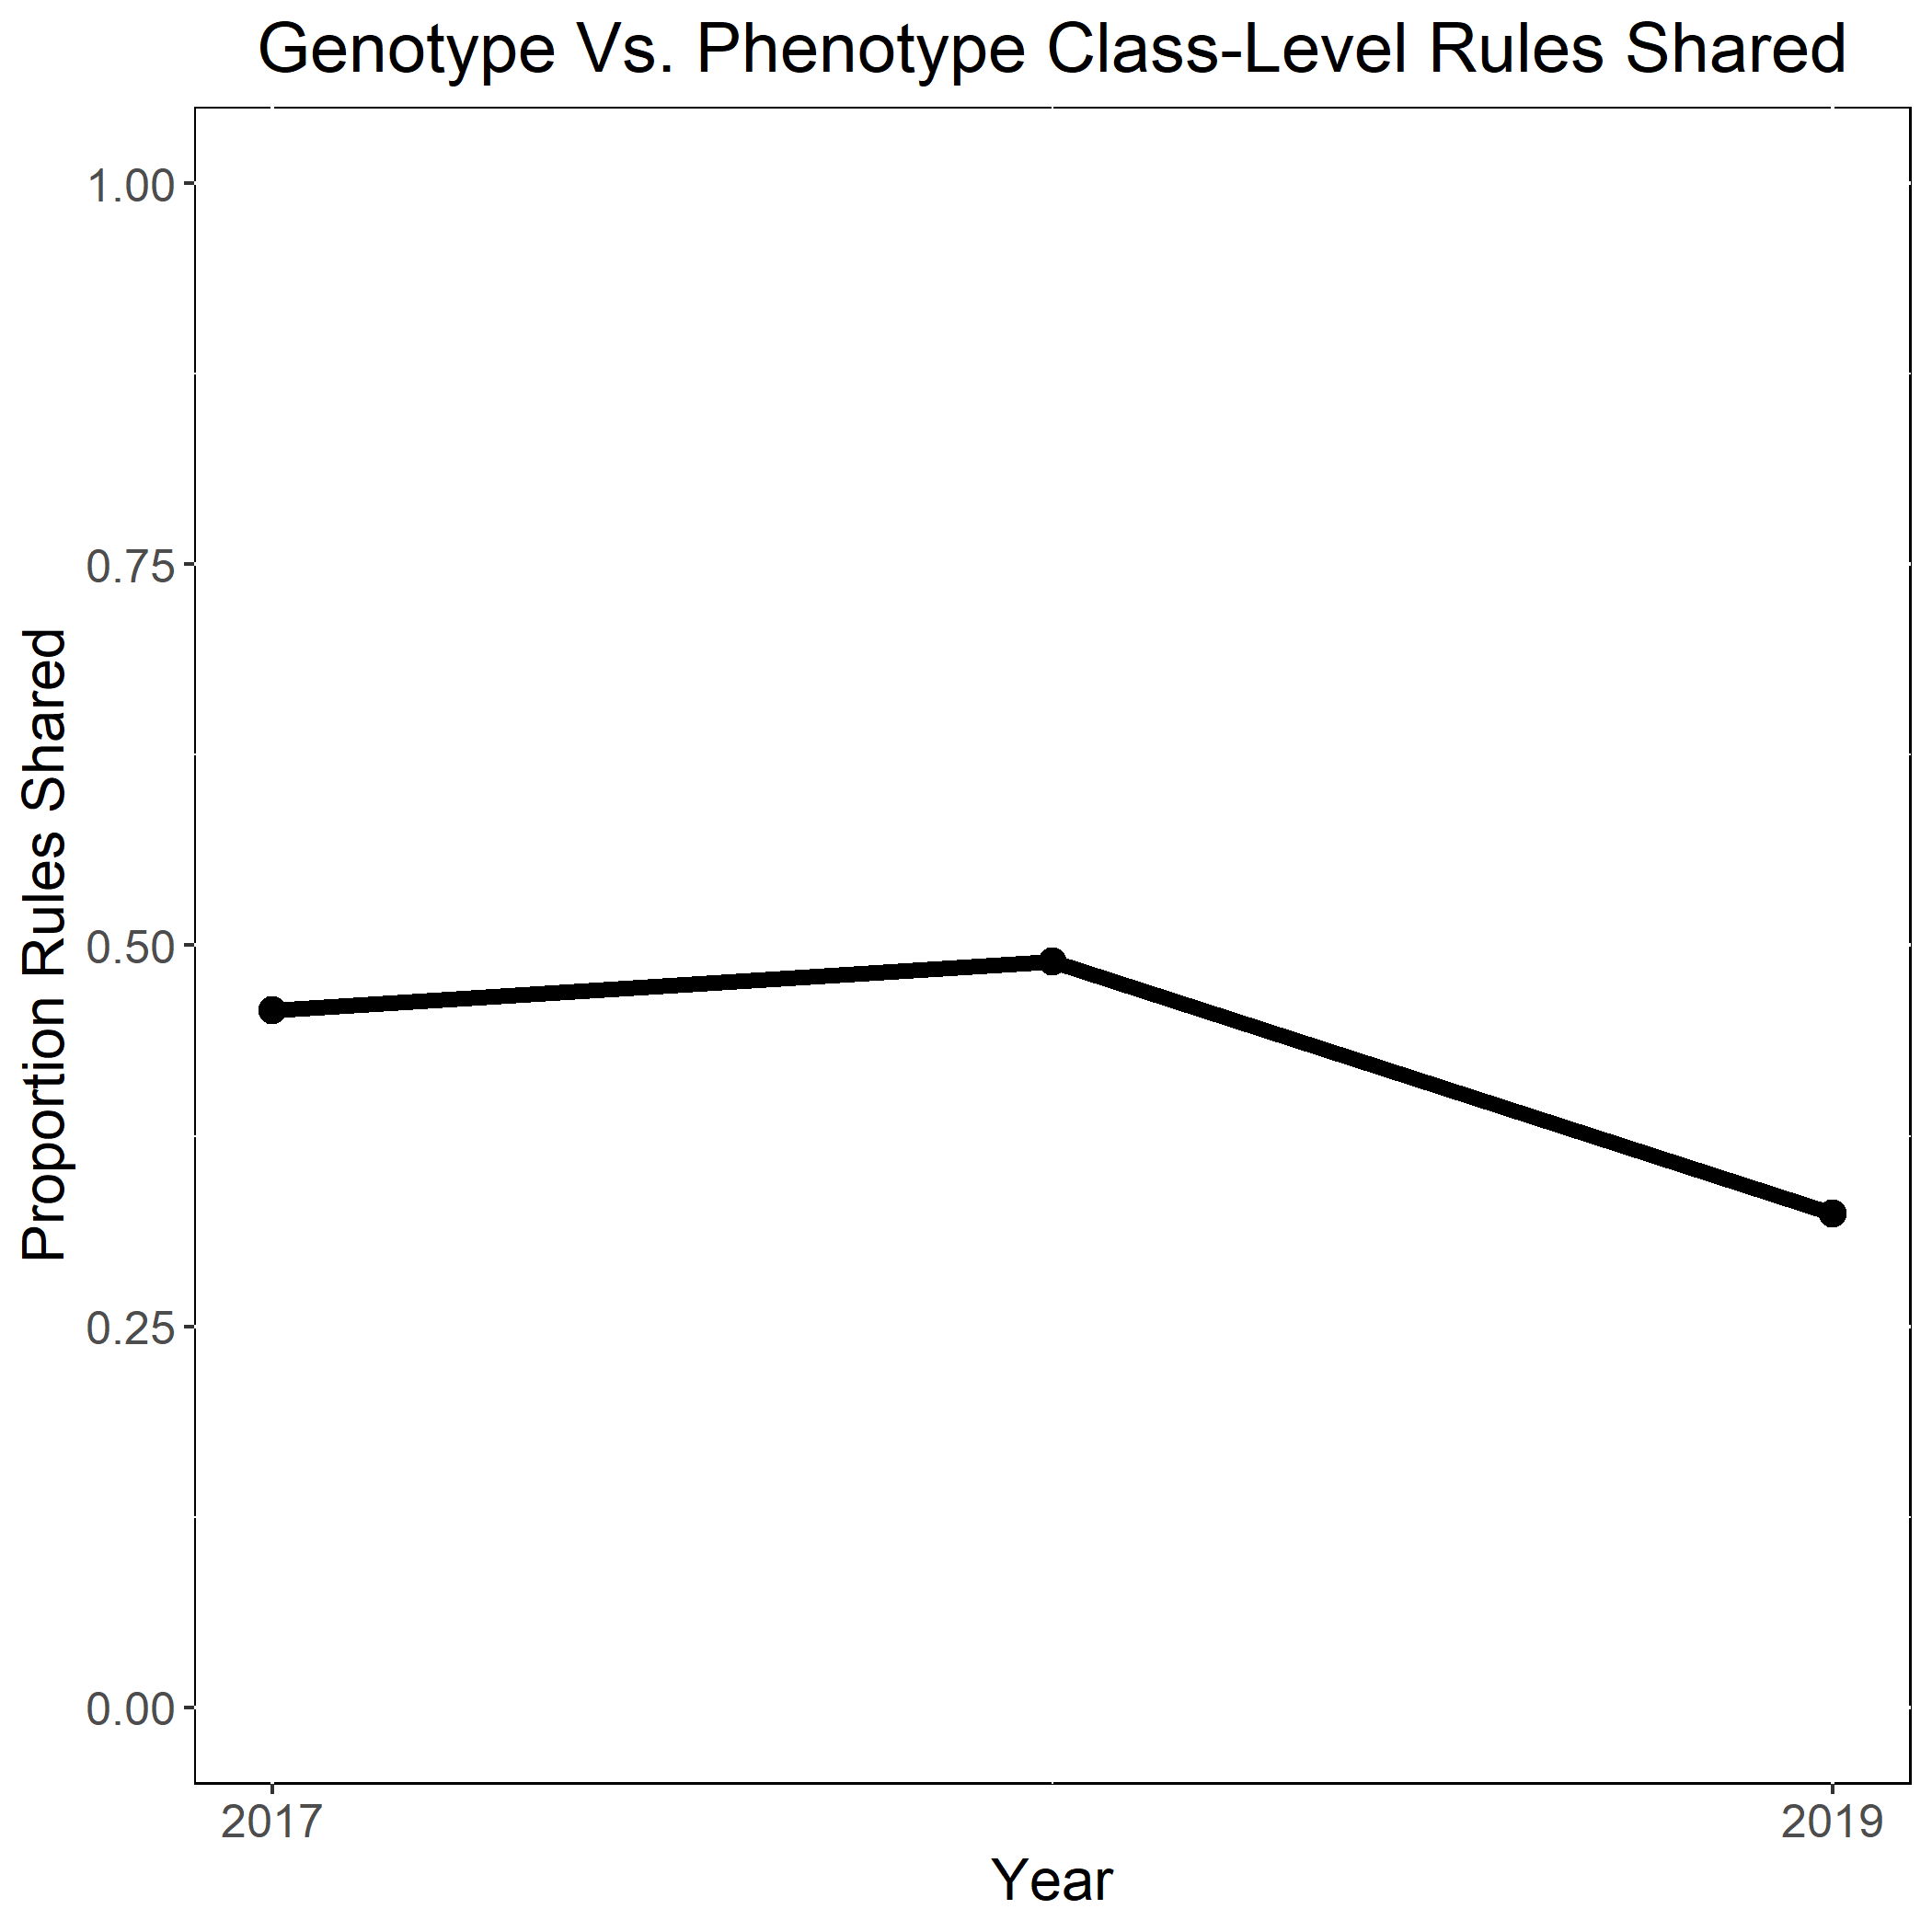 Genotype Vs. Phenotype Class-Level Rules Shared
Proportion Rules Shared
1.00
0.75
0.50
0.25
0.00
2017
2019
Year